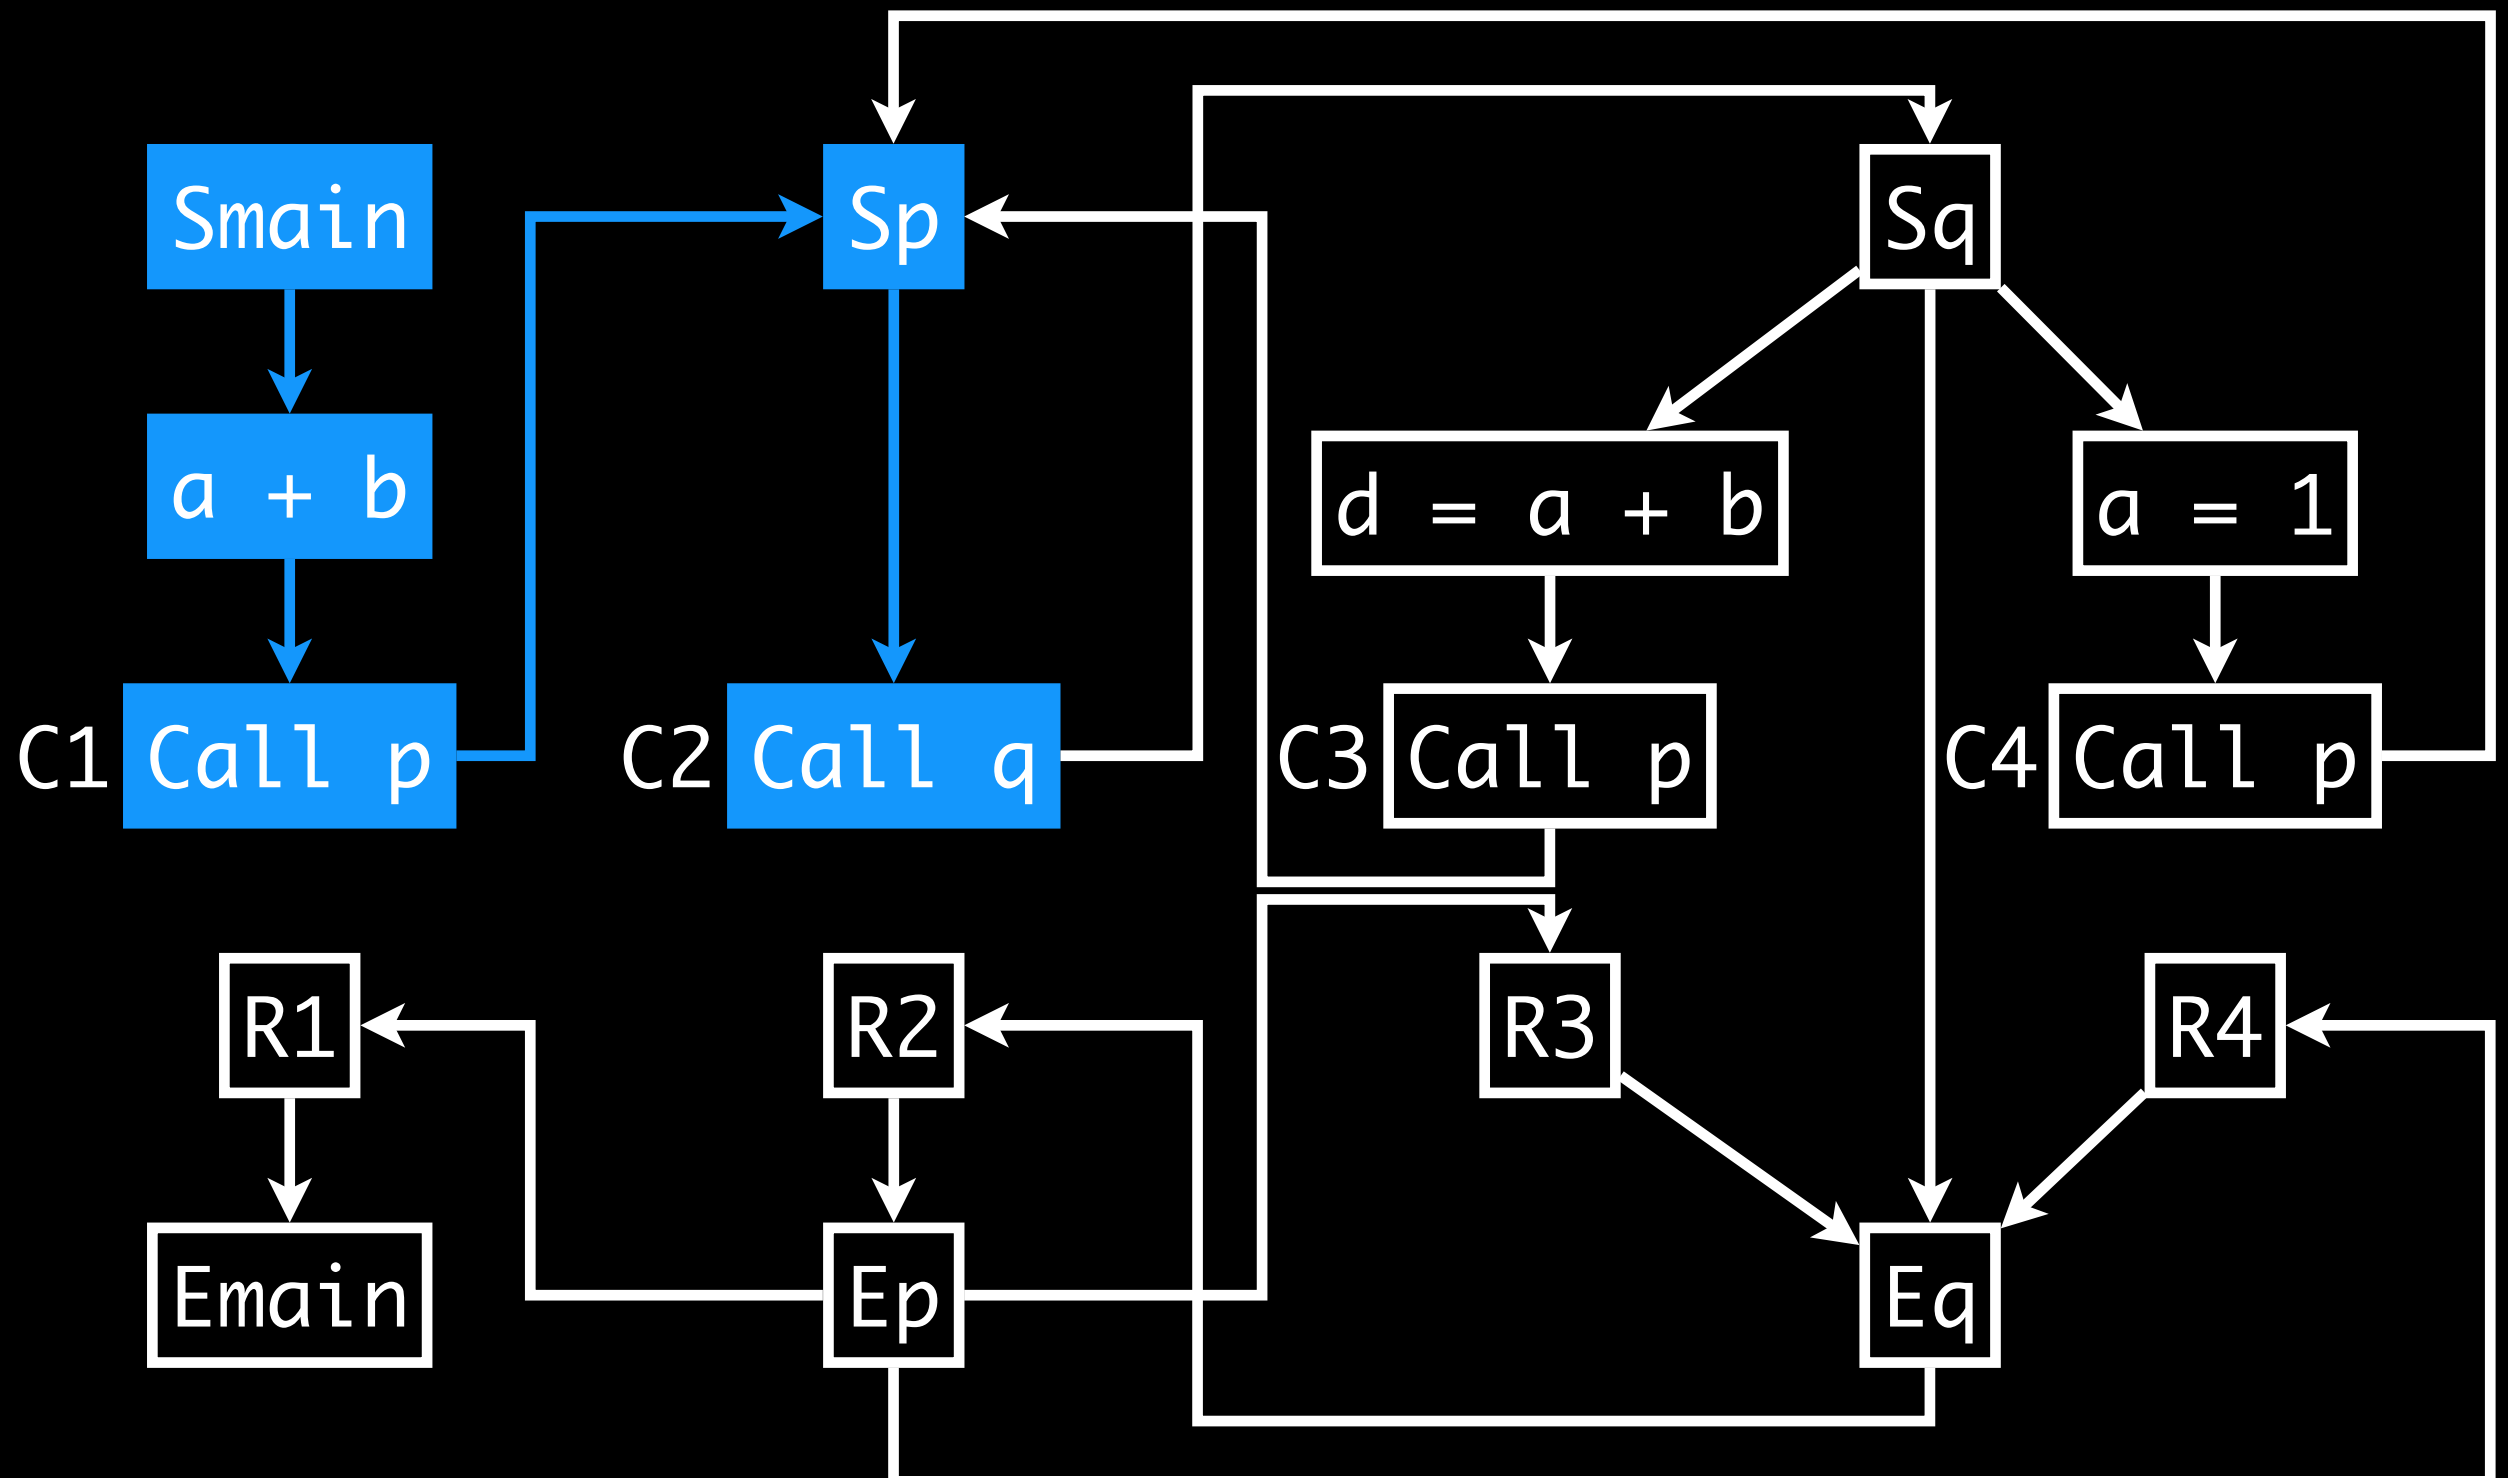 Smain
Sp
Sq
a + b
d = a + b
a = 1
C1 Call p
C2 Call q
C3 Call p
C4 Call p
R1
R2
R3
R4
Emain
Ep
Eq